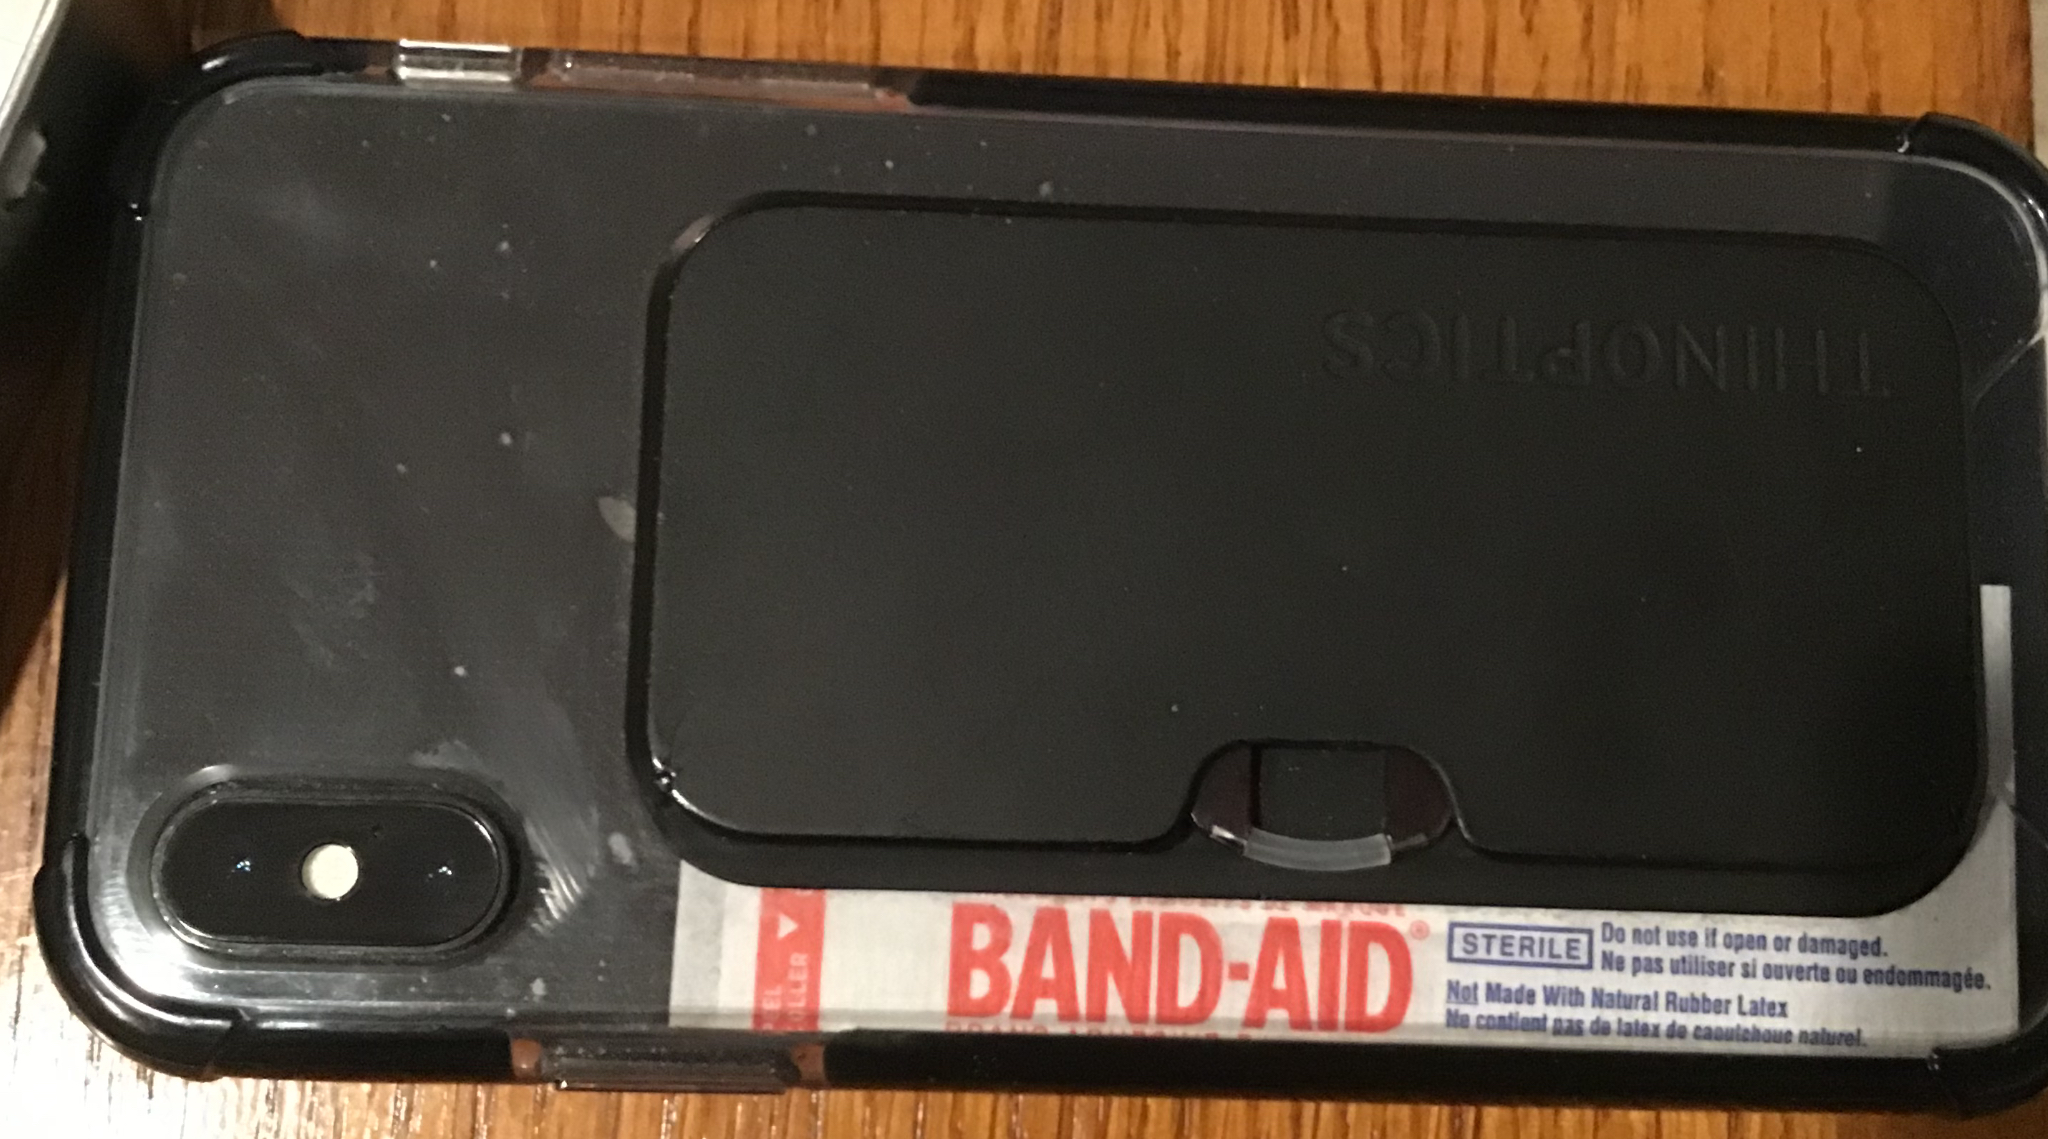 THINOPTICS
BAND-AID®
STERILE
Do not use if open or damaged.
Ne pas utiliser si ouverte ou endommagée.
Not Made With Natural Rubber Latex
Ne contient pas de latex de caoutchouc naturel.